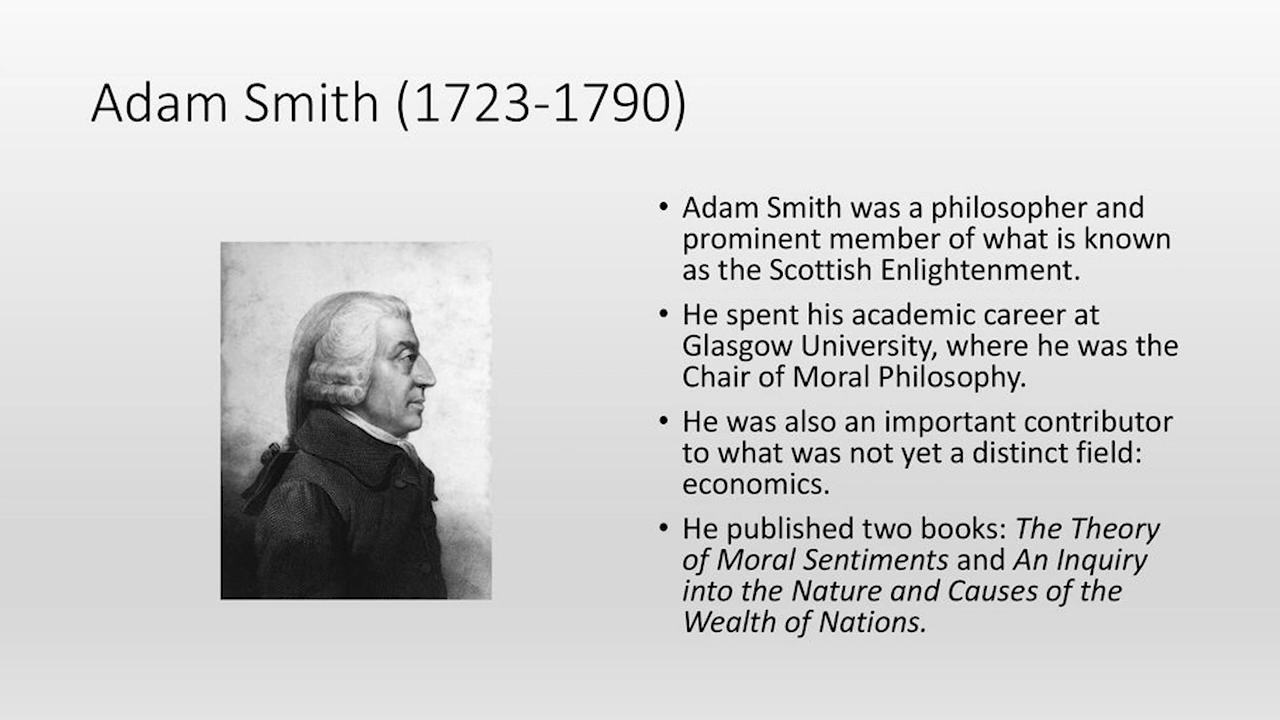 Adam Smith (1723-1790)
• Adam Smith was a philosopher and
prominent member of what is known
as the Scottish Enlightenment.
• He spent his academic career at
Glasgow University, where he was the
Chair of Moral Philosophy.
• He was also an important contributor
to what was not yet a distinct field:
economics.
• He published two books: The Theory
of Moral Sentiments and An Inquiry
into the Nature and Causes of the
Wealth of Nations.